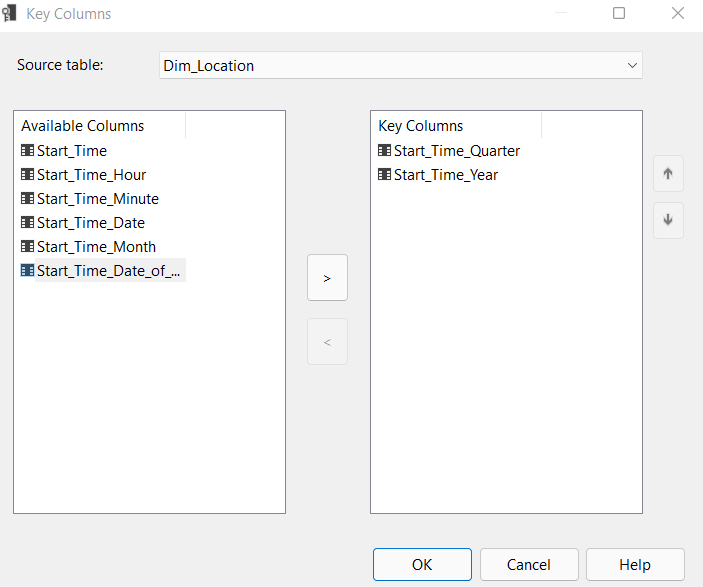 Key Columns
Source table:
Dim_Location
Available Columns
Start_Time
Start_Time_Hour
Start_Time_Minute
Start_Time_Date
Start_Time_Month
Start_Time_Date_of_...
>
<
Key Columns
Start_Time_Quarter
Start_Time_Year
OK
Cancel
Help